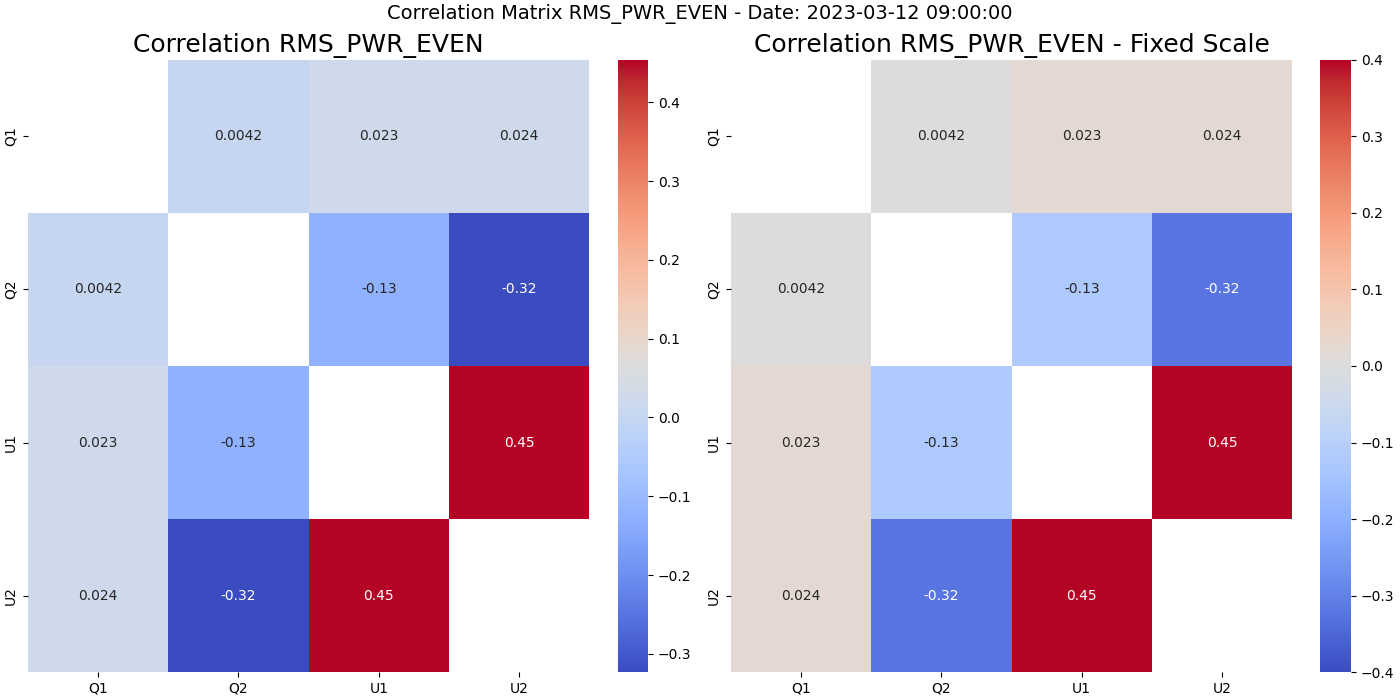 Correlation Matrix RMS_PWR_EVEN - Date: 2023-03-12 09:00:00
Correlation RMS_PWR_EVEN
Q1
0.0042 0.023 0.024
Q2
0.0042 -0.13 -0.32
U1
0.023 -0.13 0.45
U2
0.024 -0.32 0.45
Q1 Q2 U1 U2
0.4
0.3
0.2
0.1
0.0
−0.1
−0.2
−0.3
Correlation RMS_PWR_EVEN - Fixed Scale
Q1
0.0042 0.023 0.024
Q2
0.0042 -0.13 -0.32
U1
0.023 -0.13 0.45
U2
0.024 -0.32 0.45
Q1 Q2 U1 U2
0.4
0.3
0.2
0.1
0.0
−0.1
−0.2
−0.3
−0.4